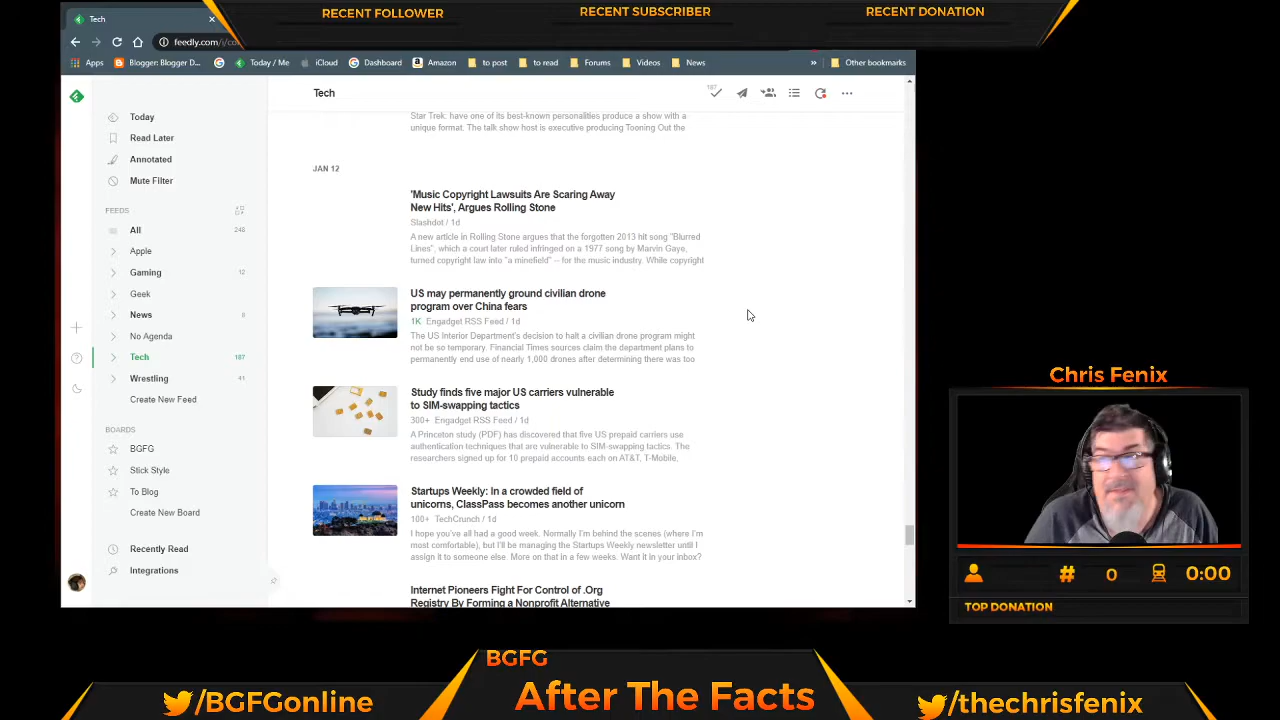 RECENT FOLLOWER
RECENT SUBSCRIBER
RECENT DONATION
Tech
feedly.com/i/co
Apps
Blogger: Blogger D...
Today / Me
iCloud
Dashboard
Amazon
to post
to read
Forums
Videos
News
»
Other bookmarks
Tech
187
Today
Read Later
Annotated
Mute Filter
FEEDS
All 248
Apple
Gaming 12
Geek
News 8
No Agenda
Tech 187
Wrestling 41
Create New Feed
BOARDS
BGFG
Stick Style
To Blog
Create New Board
Recently Read
Integrations
Star Trek: have one of its best-known personalities produce a show with a
unique format. The talk show host is executive producing Tooning Out the
JAN 12
'Music Copyright Lawsuits Are Scaring Away
New Hits', Argues Rolling Stone
Slashdot / 1d
A new article in Rolling Stone argues that the forgotten 2013 hit song "Blurred
Lines", which a court later ruled infringed on a 1977 song by Marvin Gaye,
turned copyright law into "a minefield" -- for the music industry. While copyright
US may permanently ground civilian drone
program over China fears
1K Engadget RSS Feed / 1d
The US Interior Department's decision to halt a civilian drone program might
not be so temporary. Financial Times sources claim the department plans to
permanently end use of nearly 1,000 drones after determining there was too
Study finds five major US carriers vulnerable
to SIM-swapping tactics
300+ Engadget RSS Feed / 1d
A Princeton study (PDF) has discovered that five US prepaid carriers use
authentication techniques that are vulnerable to SIM-swapping tactics. The
researchers signed up for 10 prepaid accounts each on AT&T, T-Mobile,
Startups Weekly: In a crowded field of
unicorns, ClassPass becomes another unicorn
100+ TechCrunch / 1d
I hope you've all had a good week. Normally I'm behind the scenes (where I'm
most comfortable), but I'll be managing the Startups Weekly newsletter until I
assign it to someone else. More on that in a few weeks. Want it in your inbox?
Internet Pioneers Fight For Control of .Org
Registry By Forming a Nonprofit Alternative
Chris Fenix
# 0 0:00
TOP DONATION
BGFG
After The Facts
/BGFGonline
/thechrisfenix